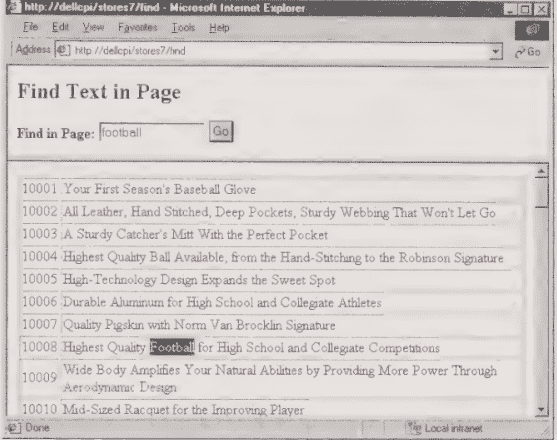 http://dellcpi/stores7/find - Microsoft Internet Explorer
File Edit View Favorites Tools Help
Address http://dellcpi/stores7/find Go
Find Text in Page
Find in Page: football Go
10001 Your First Season's Baseball Glove
10002 All Leather, Hand Stitched, Deep Pockets, Sturdy Webbing That Won't Let Go
10003 A Sturdy Catcher's Mitt With the Perfect Pocket
10004 Highest Quality Ball Available, from the Hand-Stitching to the Robinson Signature
10005 High-Technology Design Expands the Sweet Spot
10006 Durable Aluminum for High School and Collegiate Athletes
10007 Quality Pigskin with Norm Van Brocklin Signature
10008 Highest Quality Football for High School and Collegiate Competitions
10009 Wide Body Amplifies Your Natural Abilities by Providing More Power Through
Aerodynamic Design
10010 Mid-Sized Racquet for the Improving Player
Done Local intranet